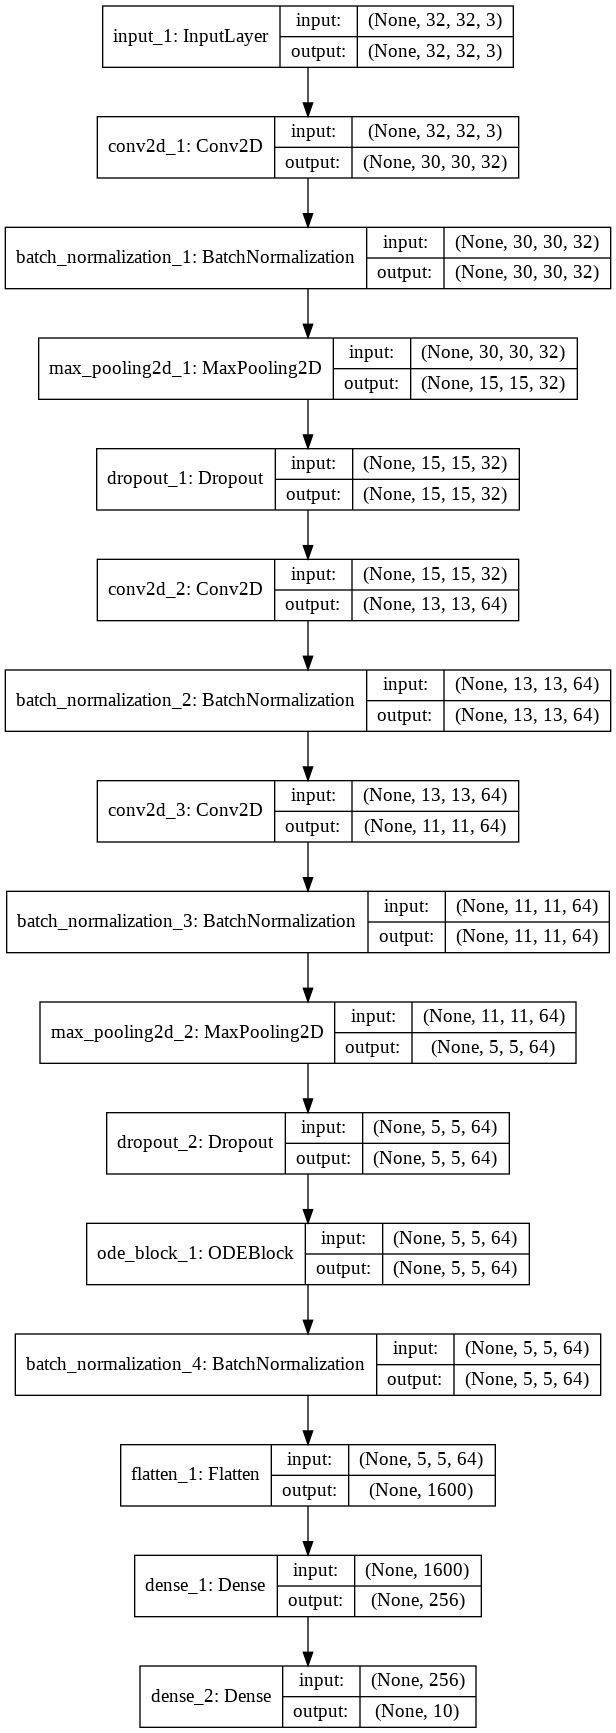 input_1: InputLayer
input: (None, 32, 32, 3)
output: (None, 32, 32, 3)
conv2d_1: Conv2D
input: (None, 32, 32, 3)
output: (None, 30, 30, 32)
batch_normalization_1: BatchNormalization
input: (None, 30, 30, 32)
output: (None, 30, 30, 32)
max_pooling2d_1: MaxPooling2D
input: (None, 30, 30, 32)
output: (None, 15, 15, 32)
dropout_1: Dropout
input: (None, 15, 15, 32)
output: (None, 15, 15, 32)
conv2d_2: Conv2D
input: (None, 15, 15, 32)
output: (None, 13, 13, 64)
batch_normalization_2: BatchNormalization
input: (None, 13, 13, 64)
output: (None, 13, 13, 64)
conv2d_3: Conv2D
input: (None, 13, 13, 64)
output: (None, 11, 11, 64)
batch_normalization_3: BatchNormalization
input: (None, 11, 11, 64)
output: (None, 11, 11, 64)
max_pooling2d_2: MaxPooling2D
input: (None, 11, 11, 64)
output: (None, 5, 5, 64)
dropout_2: Dropout
input: (None, 5, 5, 64)
output: (None, 5, 5, 64)
ode_block_1: ODEBlock
input: (None, 5, 5, 64)
output: (None, 5, 5, 64)
batch_normalization_4: BatchNormalization
input: (None, 5, 5, 64)
output: (None, 5, 5, 64)
flatten_1: Flatten
input: (None, 5, 5, 64)
output: (None, 1600)
dense_1: Dense
input: (None, 1600)
output: (None, 256)
dense_2: Dense
input: (None, 256)
output: (None, 10)